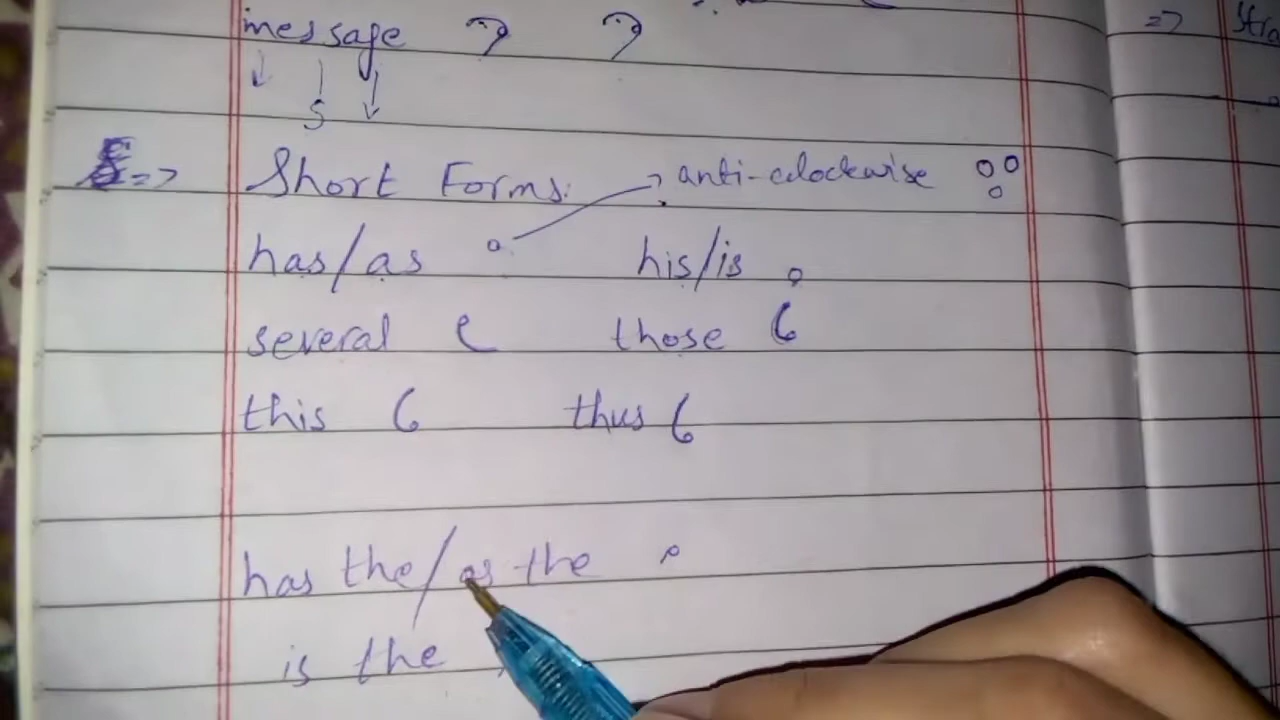 message
S
=> Short Forms: → anti-clockwise
has/as his/is
several those
this thus
has the/as the
is the
=>